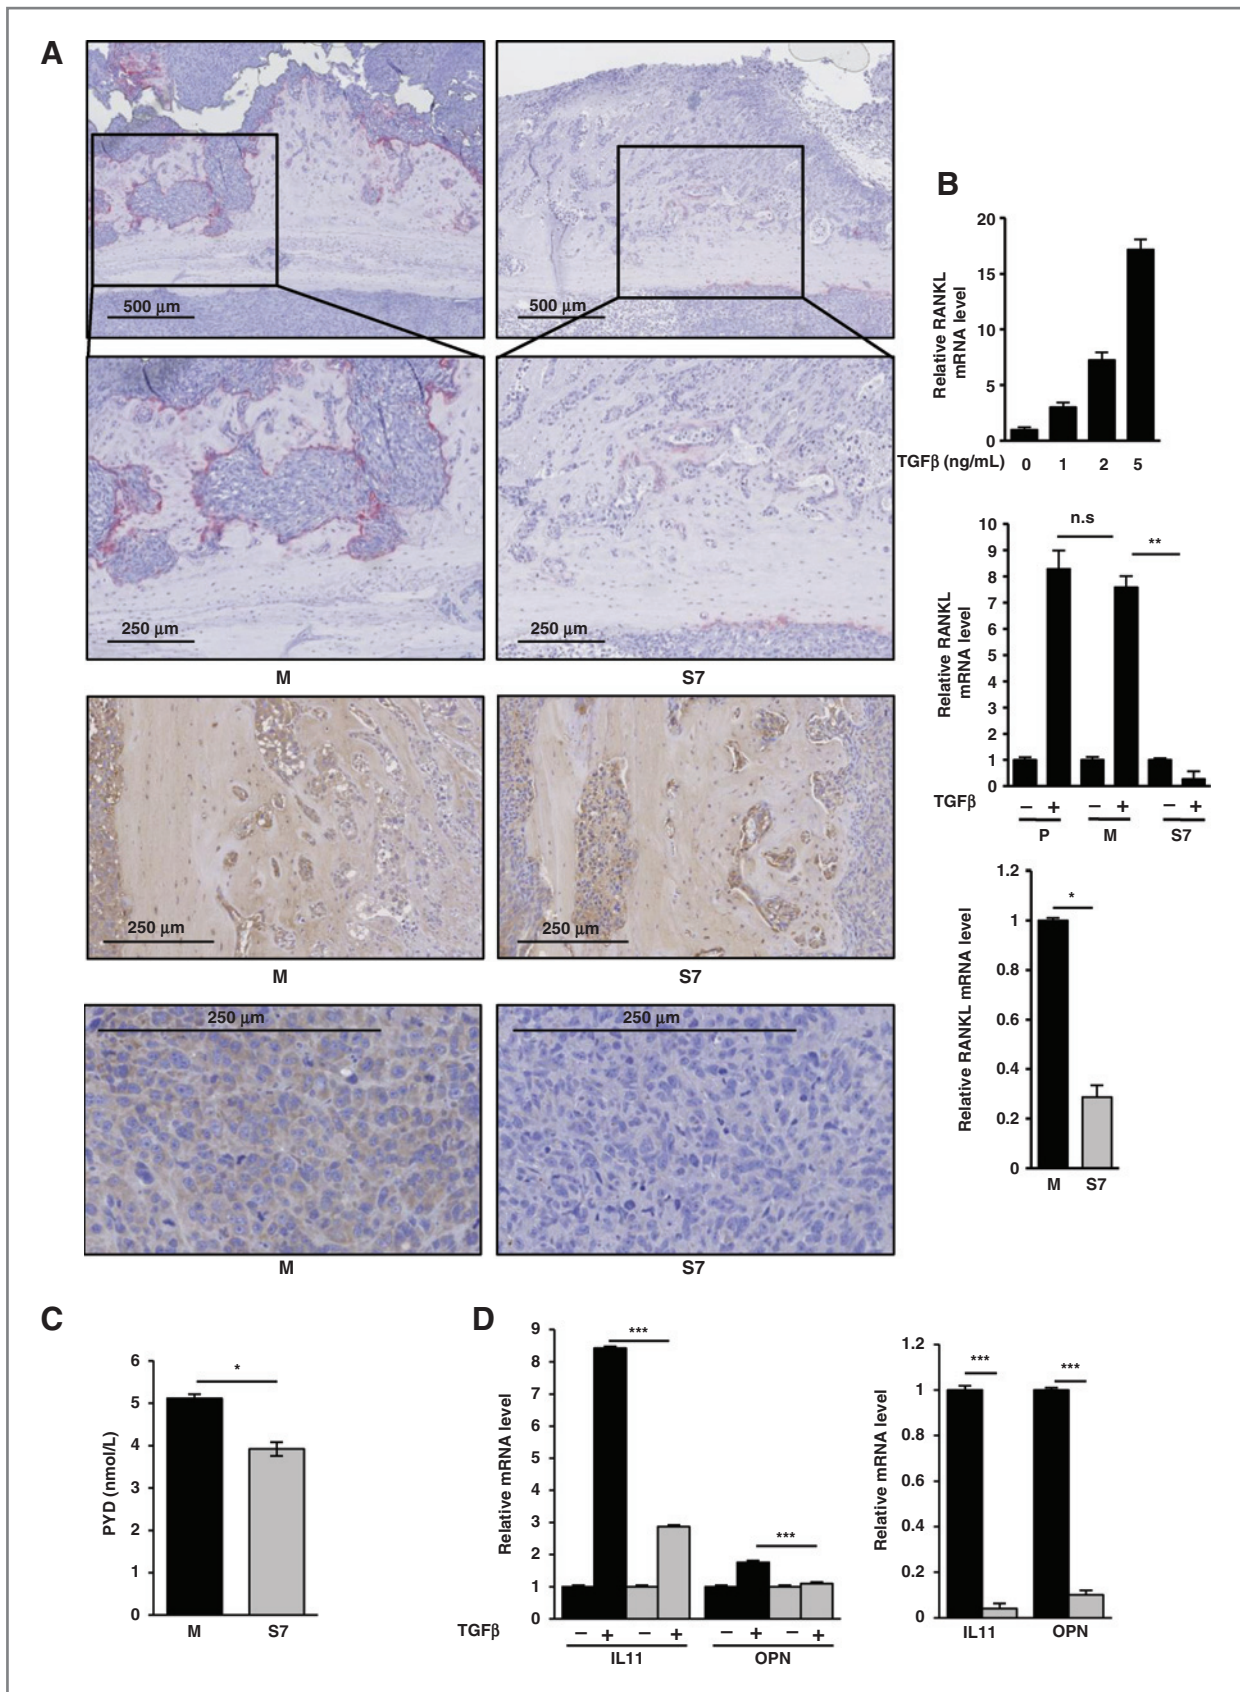 A
500 µm
500 µm
250 µm
250 µm
M
S7
250 µm
250 µm
M
S7
250 µm
250 µm
M
S7
B
Relative RANKL
mRNA level
20
15
10
5
0
TGFβ (ng/mL)
0 1 2 5
Relative RANKL
mRNA level
10
9
8
7
6
5
4
3
2
1
0
n.s
**
TGFβ
– + – + – +
P M S7
Relative RANKL mRNA level
1.2
1
0.8
0.6
0.4
0.2
0
*
M S7
C
PYD (nmol/L)
6
5
4
3
2
1
0
*
M S7
D
Relative mRNA level
9
8
7
6
5
4
3
2
1
0
***
***
TGFβ
– + – + – + – +
IL11 OPN
Relative mRNA level
1.2
1
0.8
0.6
0.4
0.2
0
*** ***
IL11 OPN